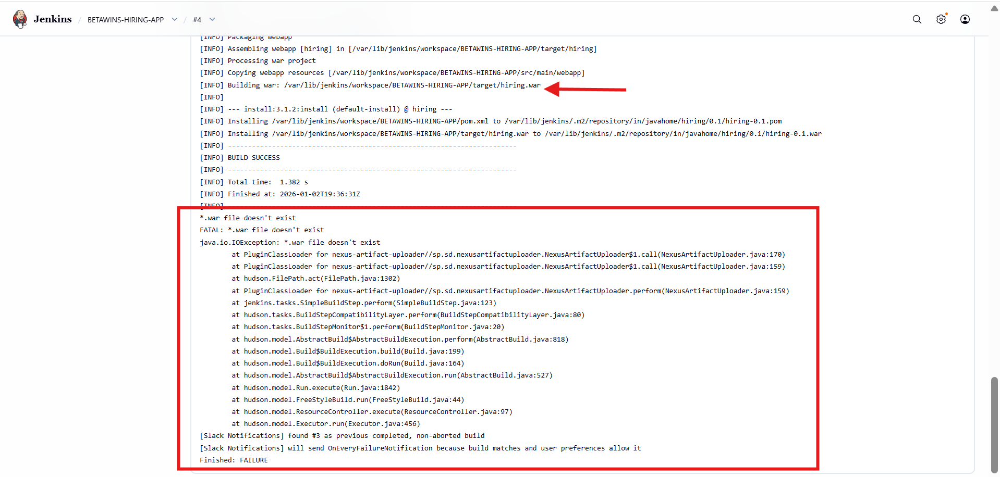 Jenkins / BETAWINS-HIRING-APP / #4
[INFO] Packaging webapp
[INFO] Assembling webapp [hiring] in [/var/lib/jenkins/workspace/BETAWINS-HIRING-APP/target/hiring]
[INFO] Processing war project
[INFO] Copying webapp resources [/var/lib/jenkins/workspace/BETAWINS-HIRING-APP/src/main/webapp]
[INFO] Building war: /var/lib/jenkins/workspace/BETAWINS-HIRING-APP/target/hiring.war
[INFO]
[INFO] --- install:3.1.2:install (default-install) @ hiring ---
[INFO] Installing /var/lib/jenkins/workspace/BETAWINS-HIRING-APP/pom.xml to /var/lib/jenkins/.m2/repository/in/javahome/hiring/0.1/hiring-0.1.pom
[INFO] Installing /var/lib/jenkins/workspace/BETAWINS-HIRING-APP/target/hiring.war to /var/lib/jenkins/.m2/repository/in/javahome/hiring/0.1/hiring-0.1.war
[INFO] ------------------------------------------------------------------------
[INFO] BUILD SUCCESS
[INFO] ------------------------------------------------------------------------
[INFO] Total time:  1.382 s
[INFO] Finished at: 2026-01-02T19:36:31Z
[INFO] ------------------------------------------------------------------------
*.war file doesn't exist
FATAL: *.war file doesn't exist
java.io.IOException: *.war file doesn't exist
at PluginClassLoader for nexus-artifact-uploader//sp.sd.nexusartifactuploader.NexusArtifactUploader$1.call(NexusArtifactUploader.java:170)
at PluginClassLoader for nexus-artifact-uploader//sp.sd.nexusartifactuploader.NexusArtifactUploader$1.call(NexusArtifactUploader.java:159)
at hudson.FilePath.act(FilePath.java:1302)
at PluginClassLoader for nexus-artifact-uploader//sp.sd.nexusartifactuploader.NexusArtifactUploader.perform(NexusArtifactUploader.java:159)
at jenkins.tasks.SimpleBuildStep.perform(SimpleBuildStep.java:123)
at hudson.tasks.BuildStepCompatibilityLayer.perform(BuildStepCompatibilityLayer.java:80)
at hudson.tasks.BuildStepMonitor$1.perform(BuildStepMonitor.java:20)
at hudson.model.AbstractBuild$AbstractBuildExecution.perform(AbstractBuild.java:818)
at hudson.model.Build$BuildExecution.build(Build.java:199)
at hudson.model.Build$BuildExecution.doRun(Build.java:164)
at hudson.model.AbstractBuild$AbstractBuildExecution.run(AbstractBuild.java:527)
at hudson.model.Run.execute(Run.java:1842)
at hudson.model.FreeStyleBuild.run(FreeStyleBuild.java:44)
at hudson.model.ResourceController.execute(ResourceController.java:97)
at hudson.model.Executor.run(Executor.java:456)
[Slack Notifications] found #3 as previous completed, non-aborted build
[Slack Notifications] will send OnEveryFailureNotification because build matches and user preferences allow it
Finished: FAILURE